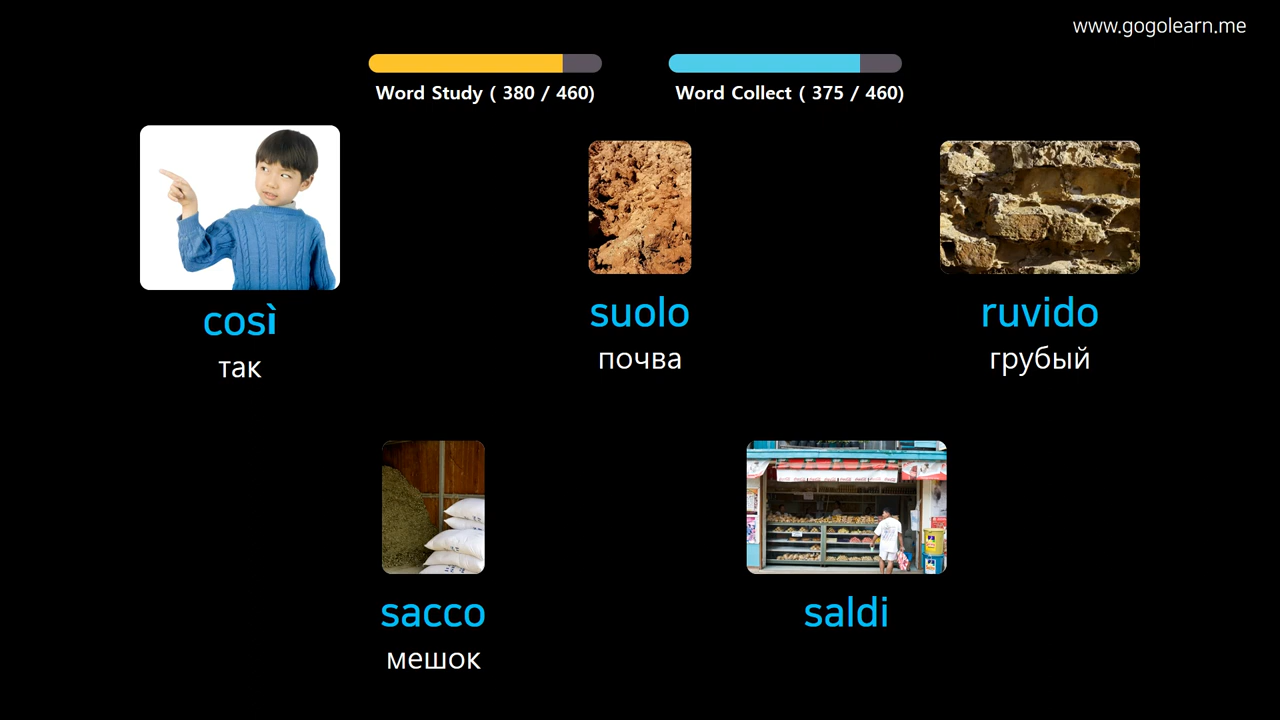 www.gogolearn.me
Word Study ( 380 / 460)
Word Collect ( 375 / 460)
così
так
suolo
почва
ruvido
грубый
sacco
мешок
saldi